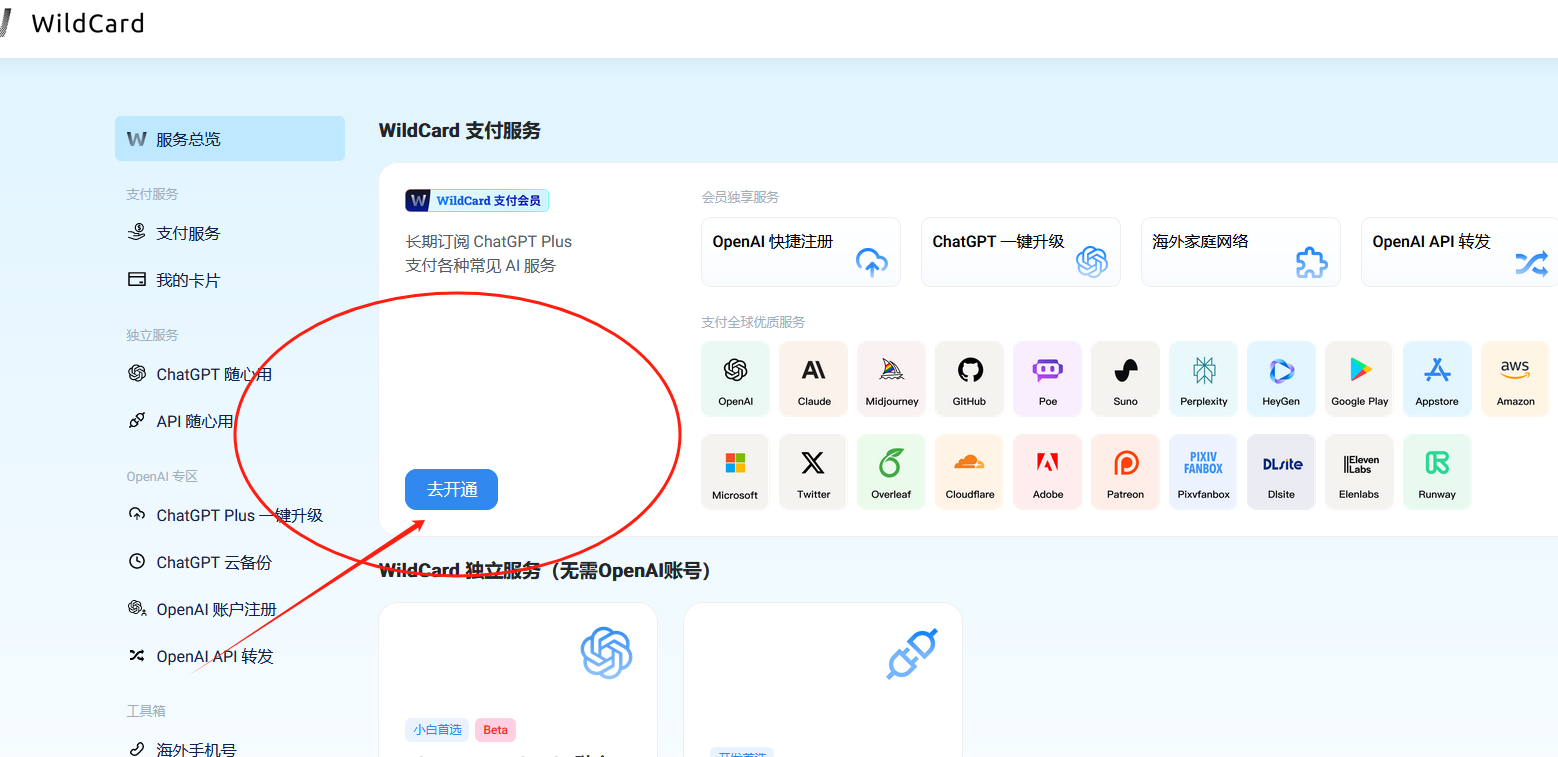 WildCard
W 服务总览
支付服务
支付服务
我的卡片
独立服务
ChatGPT 随心用
API 随心用
OpenAI 专区
ChatGPT Plus 一键升级
ChatGPT 云备份
OpenAI 账户注册
OpenAI API 转发
工具箱
海外手机号
WildCard 支付服务
W WildCard 支付会员
长期订阅 ChatGPT Plus
支付各种常见 AI 服务
去开通
会员独享服务
OpenAI 快捷注册
ChatGPT 一键升级
海外家庭网络
OpenAI API 转发
支付全球优质服务
OpenAI
Claude
Midjourney
GitHub
Poe
Suno
Perplexity
HeyGen
Google Play
Appstore
aws
Amazon
Microsoft
Twitter
Overleaf
Cloudflare
Adobe
Patreon
PIXIV
FANBOX
Pixvfanbox
DLsite
Dlsite
IIEleven
Labs
Elenlabs
Runway
WildCard 独立服务（无需OpenAI账号）
小白首选
Beta
开发首选